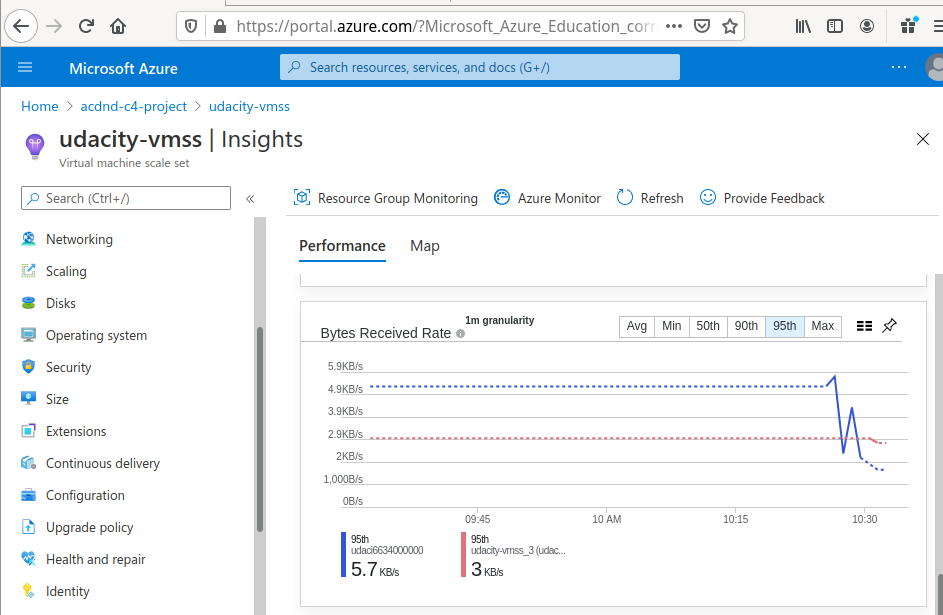 https://portal.azure.com/?Microsoft_Azure_Education_corr
Microsoft Azure
Search resources, services, and docs (G+/)
Home > acdnd-c4-project > udacity-vmss
udacity-vmss | Insights
Virtual machine scale set
Search (Ctrl+/)
«
Networking
Scaling
Disks
Operating system
Security
Size
Extensions
Continuous delivery
Configuration
Upgrade policy
Health and repair
Identity
Resource Group Monitoring
Azure Monitor
Refresh
Provide Feedback
Performance
Map
Bytes Received Rate
1m granularity
Avg Min 50th 90th 95th Max
5.9KB/s
4.9KB/s
3.9KB/s
2.9KB/s
2KB/s
1,000B/s
0B/s
09:45 10 AM 10:15 10:30
95th
udaci6634000000
5.7 KB/s
95th
udacity-vmss_3 (udac...
3 KB/s